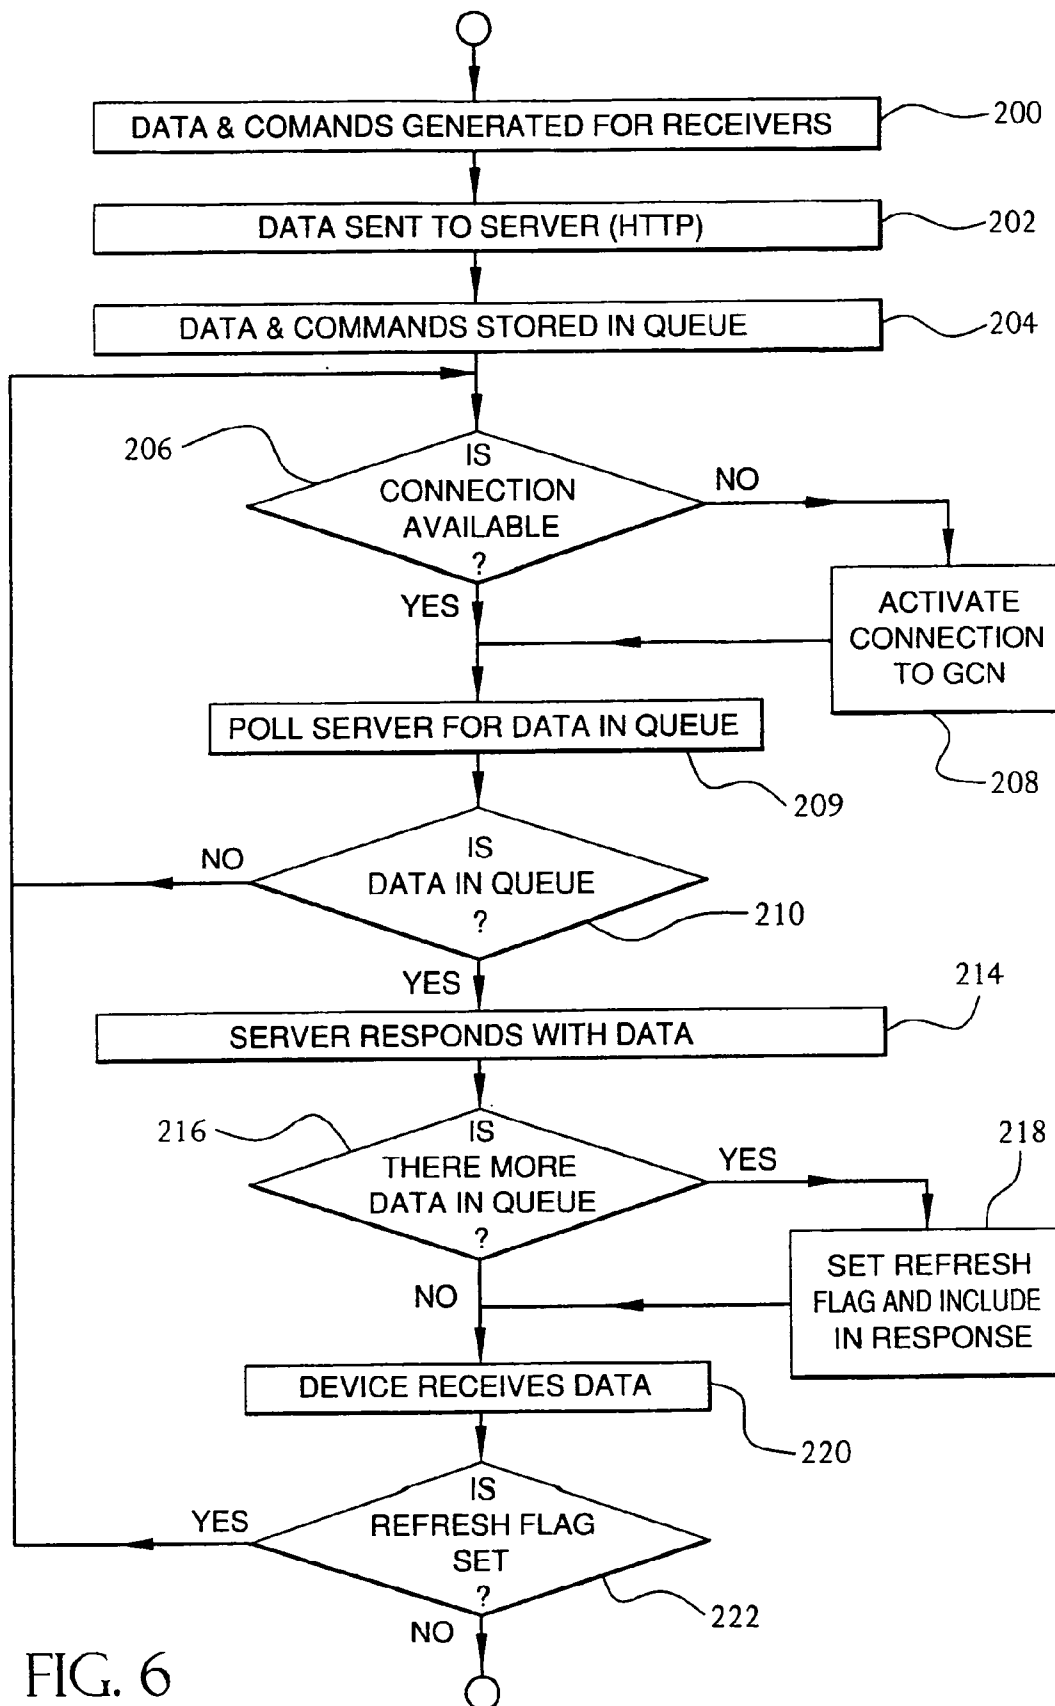 DATA & COMANDS GENERATED FOR RECEIVERS
200
DATA SENT TO SERVER (HTTP)
202
DATA & COMMANDS STORED IN QUEUE
204
206
IS
CONNECTION
AVAILABLE
?
NO
YES
ACTIVATE
CONNECTION
TO GCN
208
POLL SERVER FOR DATA IN QUEUE
209
IS
DATA IN QUEUE
?
NO
210
YES
214
SERVER RESPONDS WITH DATA
216
IS
THERE MORE
DATA IN QUEUE
?
YES
218
NO
SET REFRESH
FLAG AND INCLUDE
IN RESPONSE
DEVICE RECEIVES DATA
220
IS
REFRESH FLAG
SET
?
YES
222
NO
FIG. 6